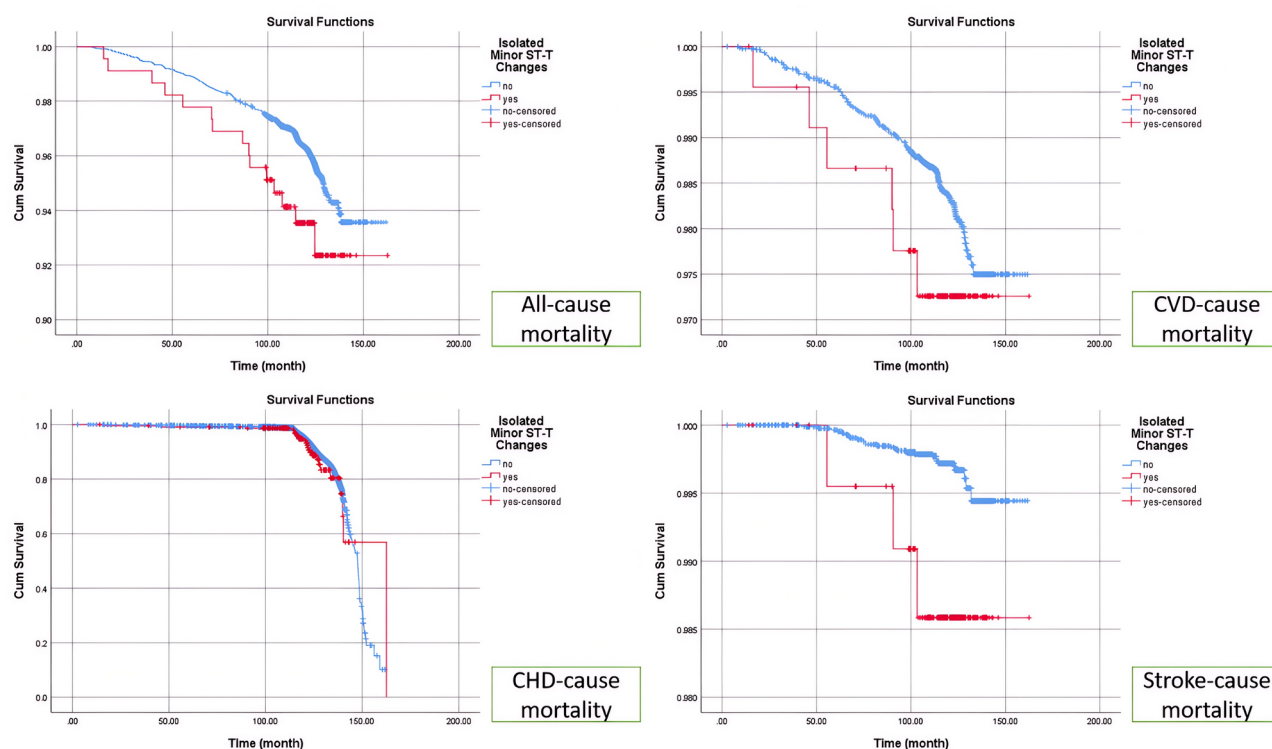 Survival Functions
1.00
0.98
0.96
0.94
0.92
0.90
Cum Survival
.00 50.00 100.00 150.00 200.00
Time (month)
Isolated
Minor ST-T
Changes
no
yes
no-censored
yes-censored
All-cause
mortality
Survival Functions
1.000
0.995
0.990
0.985
0.980
0.975
0.970
Cum Survival
.00 50.00 100.00 150.00 200.00
Time (month)
Isolated
Minor ST-T
Changes
no
yes
no-censored
yes-censored
CVD-cause
mortality
Survival Functions
1.0
0.8
0.6
0.4
0.2
0.0
Cum Survival
.00 50.00 100.00 150.00 200.00
Time (month)
Isolated
Minor ST-T
Changes
no
yes
no-censored
yes-censored
CHD-cause
mortality
Survival Functions
1.000
0.995
0.990
0.985
0.980
Cum Survival
.00 50.00 100.00 150.00 200.00
Time (month)
Isolated
Minor ST-T
Changes
no
yes
no-censored
yes-censored
Stroke-cause
mortality